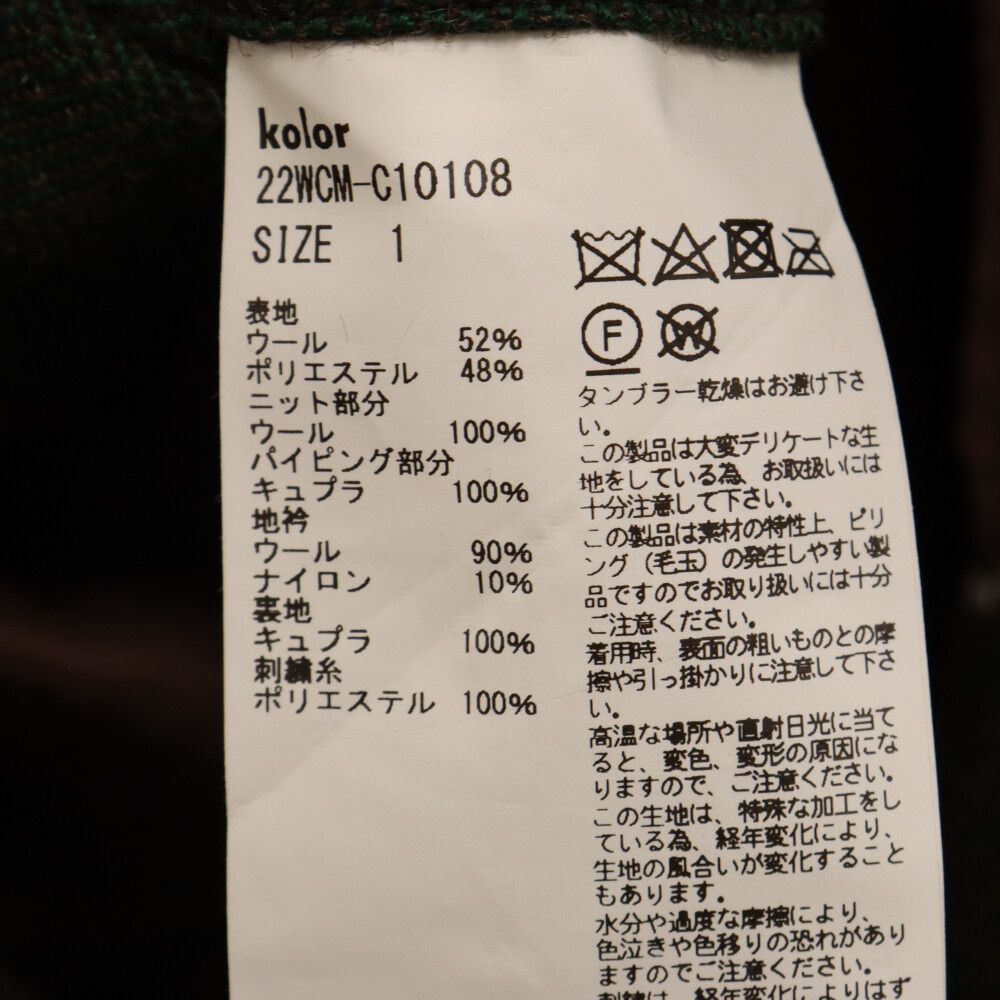 kolor
22WCM-C10108
SIZE 1
表地
ウール 52%
ポリエステル 48%
ニット部分
ウール 100%
パイピング部分
キュプラ 100%
地衿
ウール 90%
ナイロン 10%
裏地
キュプラ 100%
刺繍糸
ポリエステル 100%
F
W
タンブラー乾燥はお避け下さ
い。
この製品は大変デリケートな生
地をしている為、お取扱いには
十分注意して下さい。
この製品は素材の特性上、ピリ
ング(毛玉)の発生しやすい製
品ですのでお取り扱いには十分
ご注意ください。
着用時、表面の粗いものとの摩
擦や引っ掛かりに注意して下さ
い。
高温な場所や直射日光に当て
ると、変色、変形の原因にな
りますので、ご注意ください。
この生地は、特殊な加工をし
ている為、経年変化により、
生地の風合いが変化すること
もあります。
水分や過度な摩擦により、
色泣きや色移りの恐れがあり
ますのでご注意ください。
刺繍は、経年変化によりはず